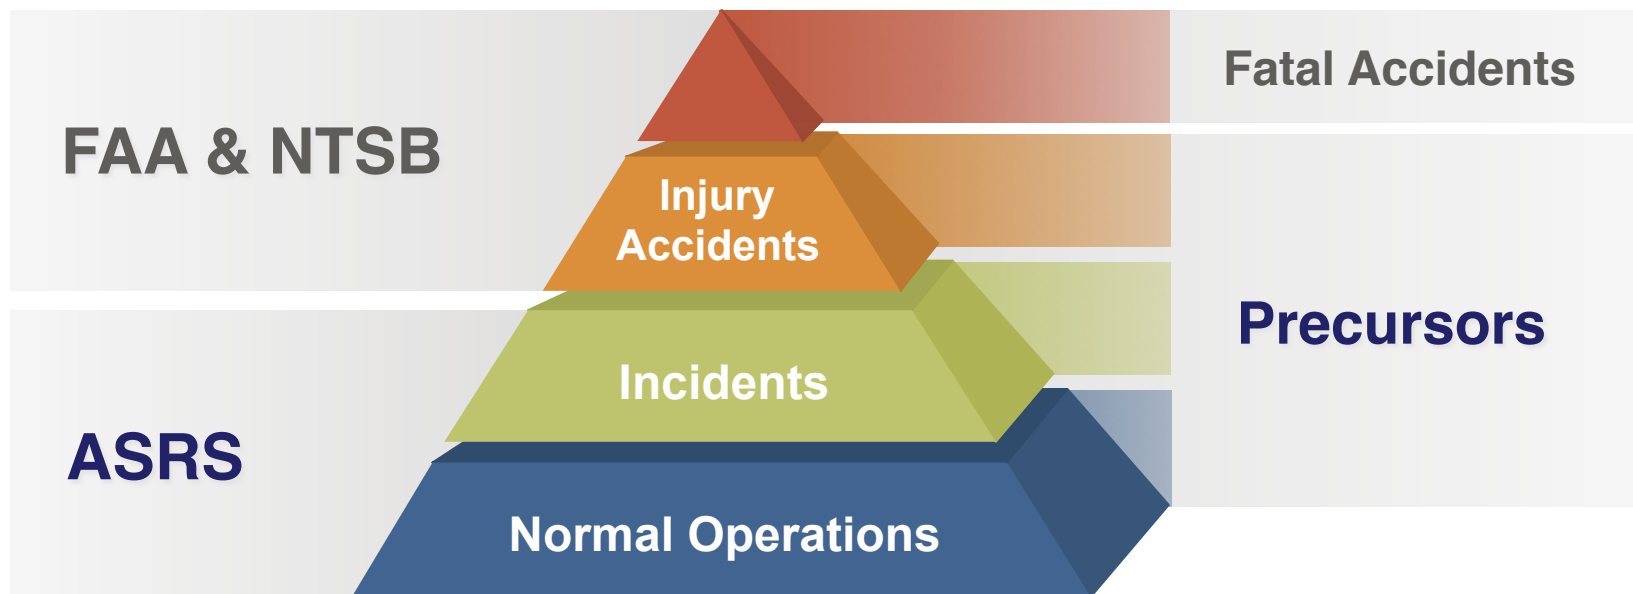 Fatal Accidents
FAA & NTSB
Injury
Accidents
Precursors
Incidents
ASRS
Normal Operations